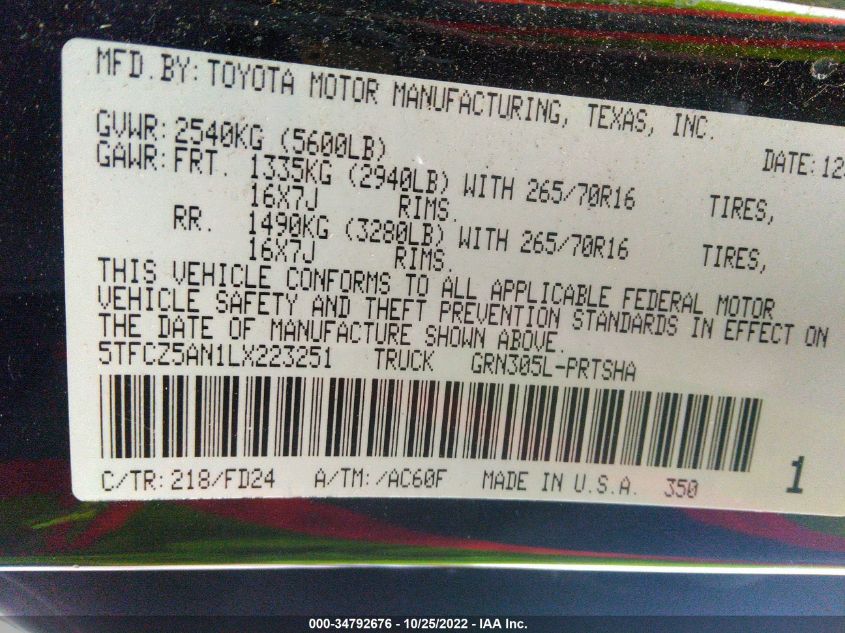 MFD.BY: TOYOTA MOTOR MANUFACTURING, TEXAS, INC.
GVWR: 2540KG (5600LB) DATE: 12
GAWR: FRT. 1335KG (2940LB) WITH 265/70R16 TIRES,
16X7J RIMS.
RR. 1490KG (3280LB) WITH 265/70R16 TIRES,
16X7J RIMS.
THIS VEHICLE CONFORMS TO ALL APPLICABLE FEDERAL MOTOR
VEHICLE SAFETY AND THEFT PREVENTION STANDARDS IN EFFECT ON
THE DATE OF MANUFACTURE SHOWN ABOVE.
5TFCZ5AN1LX223251 TRUCK GRN305L-PRTSHA
C/TR: 218/FD24 A/TM: /AC60F MADE IN U.S.A. 350 1
000-34792676 - 10/25/2022 - IAA Inc.